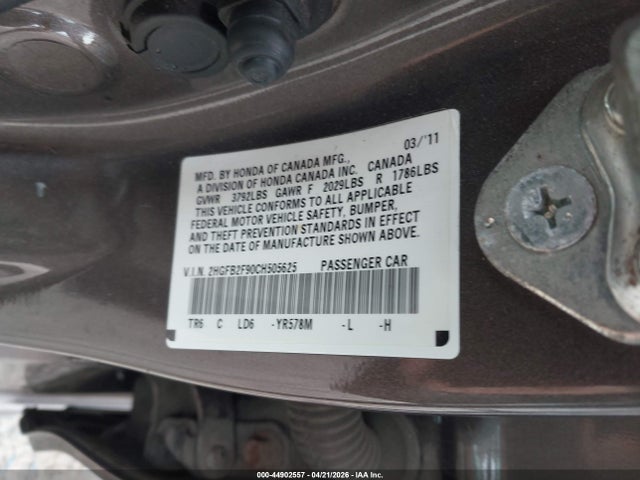 03/'11
MFD. BY HONDA OF CANADA MFG.,
A DIVISION OF HONDA CANADA INC. CANADA
GVWR 3792LBS GAWR F 2029LBS R 1786LBS
THIS VEHICLE CONFORMS TO ALL APPLICABLE
FEDERAL MOTOR VEHICLE SAFETY, BUMPER,
AND THEFT PREVENTION STANDARDS IN EFFECT
ON THE DATE OF MANUFACTURE SHOWN ABOVE.
V.I.N. 2HGFB2F90CH505625 PASSENGER CAR
TR6 C LD6 -YR578M -L -H
000-44902557 - 04/21/2026 - IAA Inc.